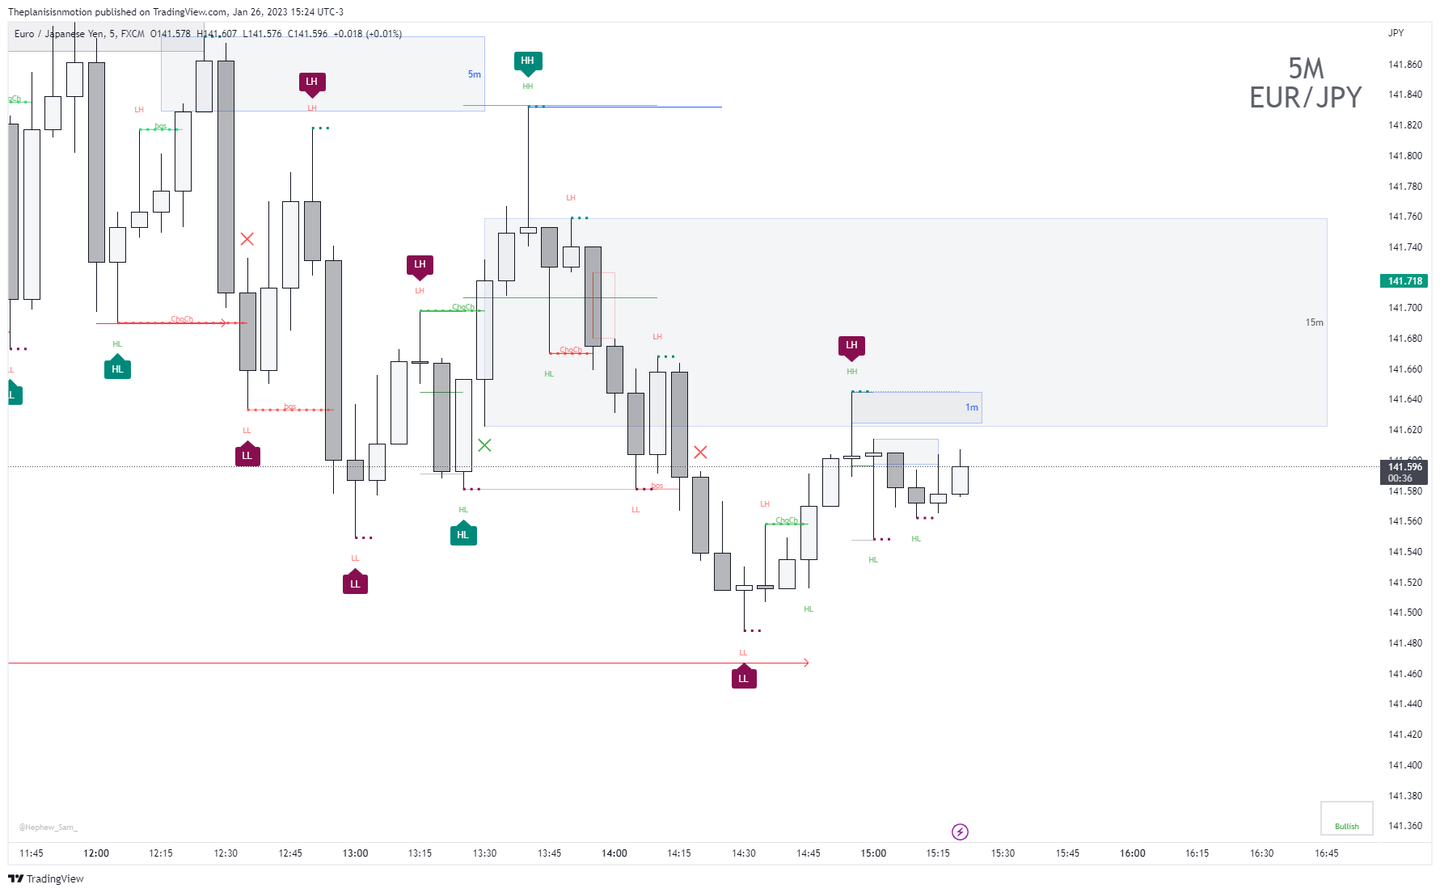 Theplanisisnmotion published on TradingView.com, Jan 26, 2023 15:24 UTC-3
Euro / Japanese Yen, 5, FXCM O141.578 H141.607 L141.576 C141.596 +0.018 (+0.01%)
JPY
5M
EUR/JPY
5m
HH
HH
LH
LH
LH
bos
LH
LH
LH
ChoCh
ChoCh
15m
ChoCh
LH
LH
HH
HL
HL
HL
1m
bos
LL
LL
bos
HL
HL
LL
LH
ChoCh
HL
HL
LL
LL
HL
LL
LL
141.860
141.840
141.820
141.800
141.780
141.760
141.740
141.718
141.700
141.680
141.660
141.640
141.620
141.596
00:36
141.580
141.560
141.540
141.520
141.500
141.480
141.460
141.440
141.420
141.400
141.380
141.360
@Nephew_Sam_
Bullish
11:45 12:00 12:15 12:30 12:45 13:00 13:15 13:30 13:45 14:00 14:15 14:30 14:45 15:00 15:15 15:30 15:45 16:00 16:15 16:30 16:45
TradingView